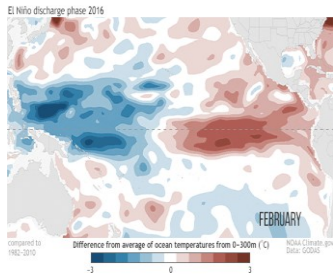 El Niño discharge phase 2016
FEBRUARY
compared to
1982-2010
Difference from average of ocean temperatures from 0-300m (°C)
-3
0
3
NOAA Climate.gov
Data: GODAS